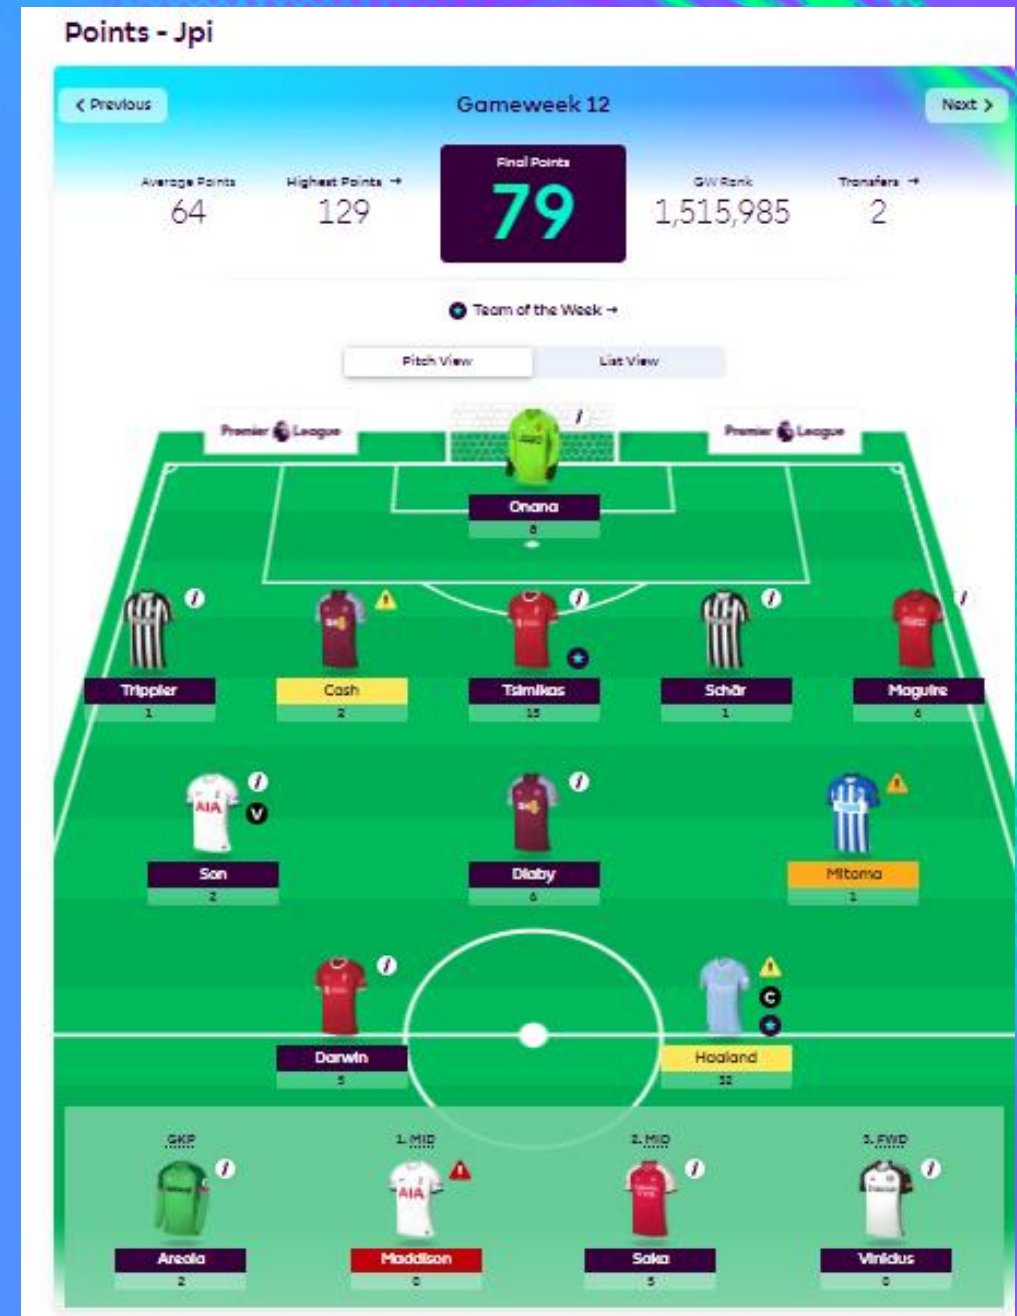 Points - Jpi
Previous
Gameweek 12
Next
Average Points
64
Highest Points →
129
Final Points
79
GW Rank
1,515,985
Transfers →
2
Team of the Week →
Pitch View
List View
Premier League
Premier League
Onana
8
Trippier
1
Cash
2
Tsimikas
15
Schär
1
Maguire
6
AIA
V
Son
2
Diaby
6
Mitoma
1
Darwin
5
C
Haaland
32
GKP
1. MID
2. MID
3. FWD
AIA
Areola
2
Maddison
0
Saka
5
Vinicius
0